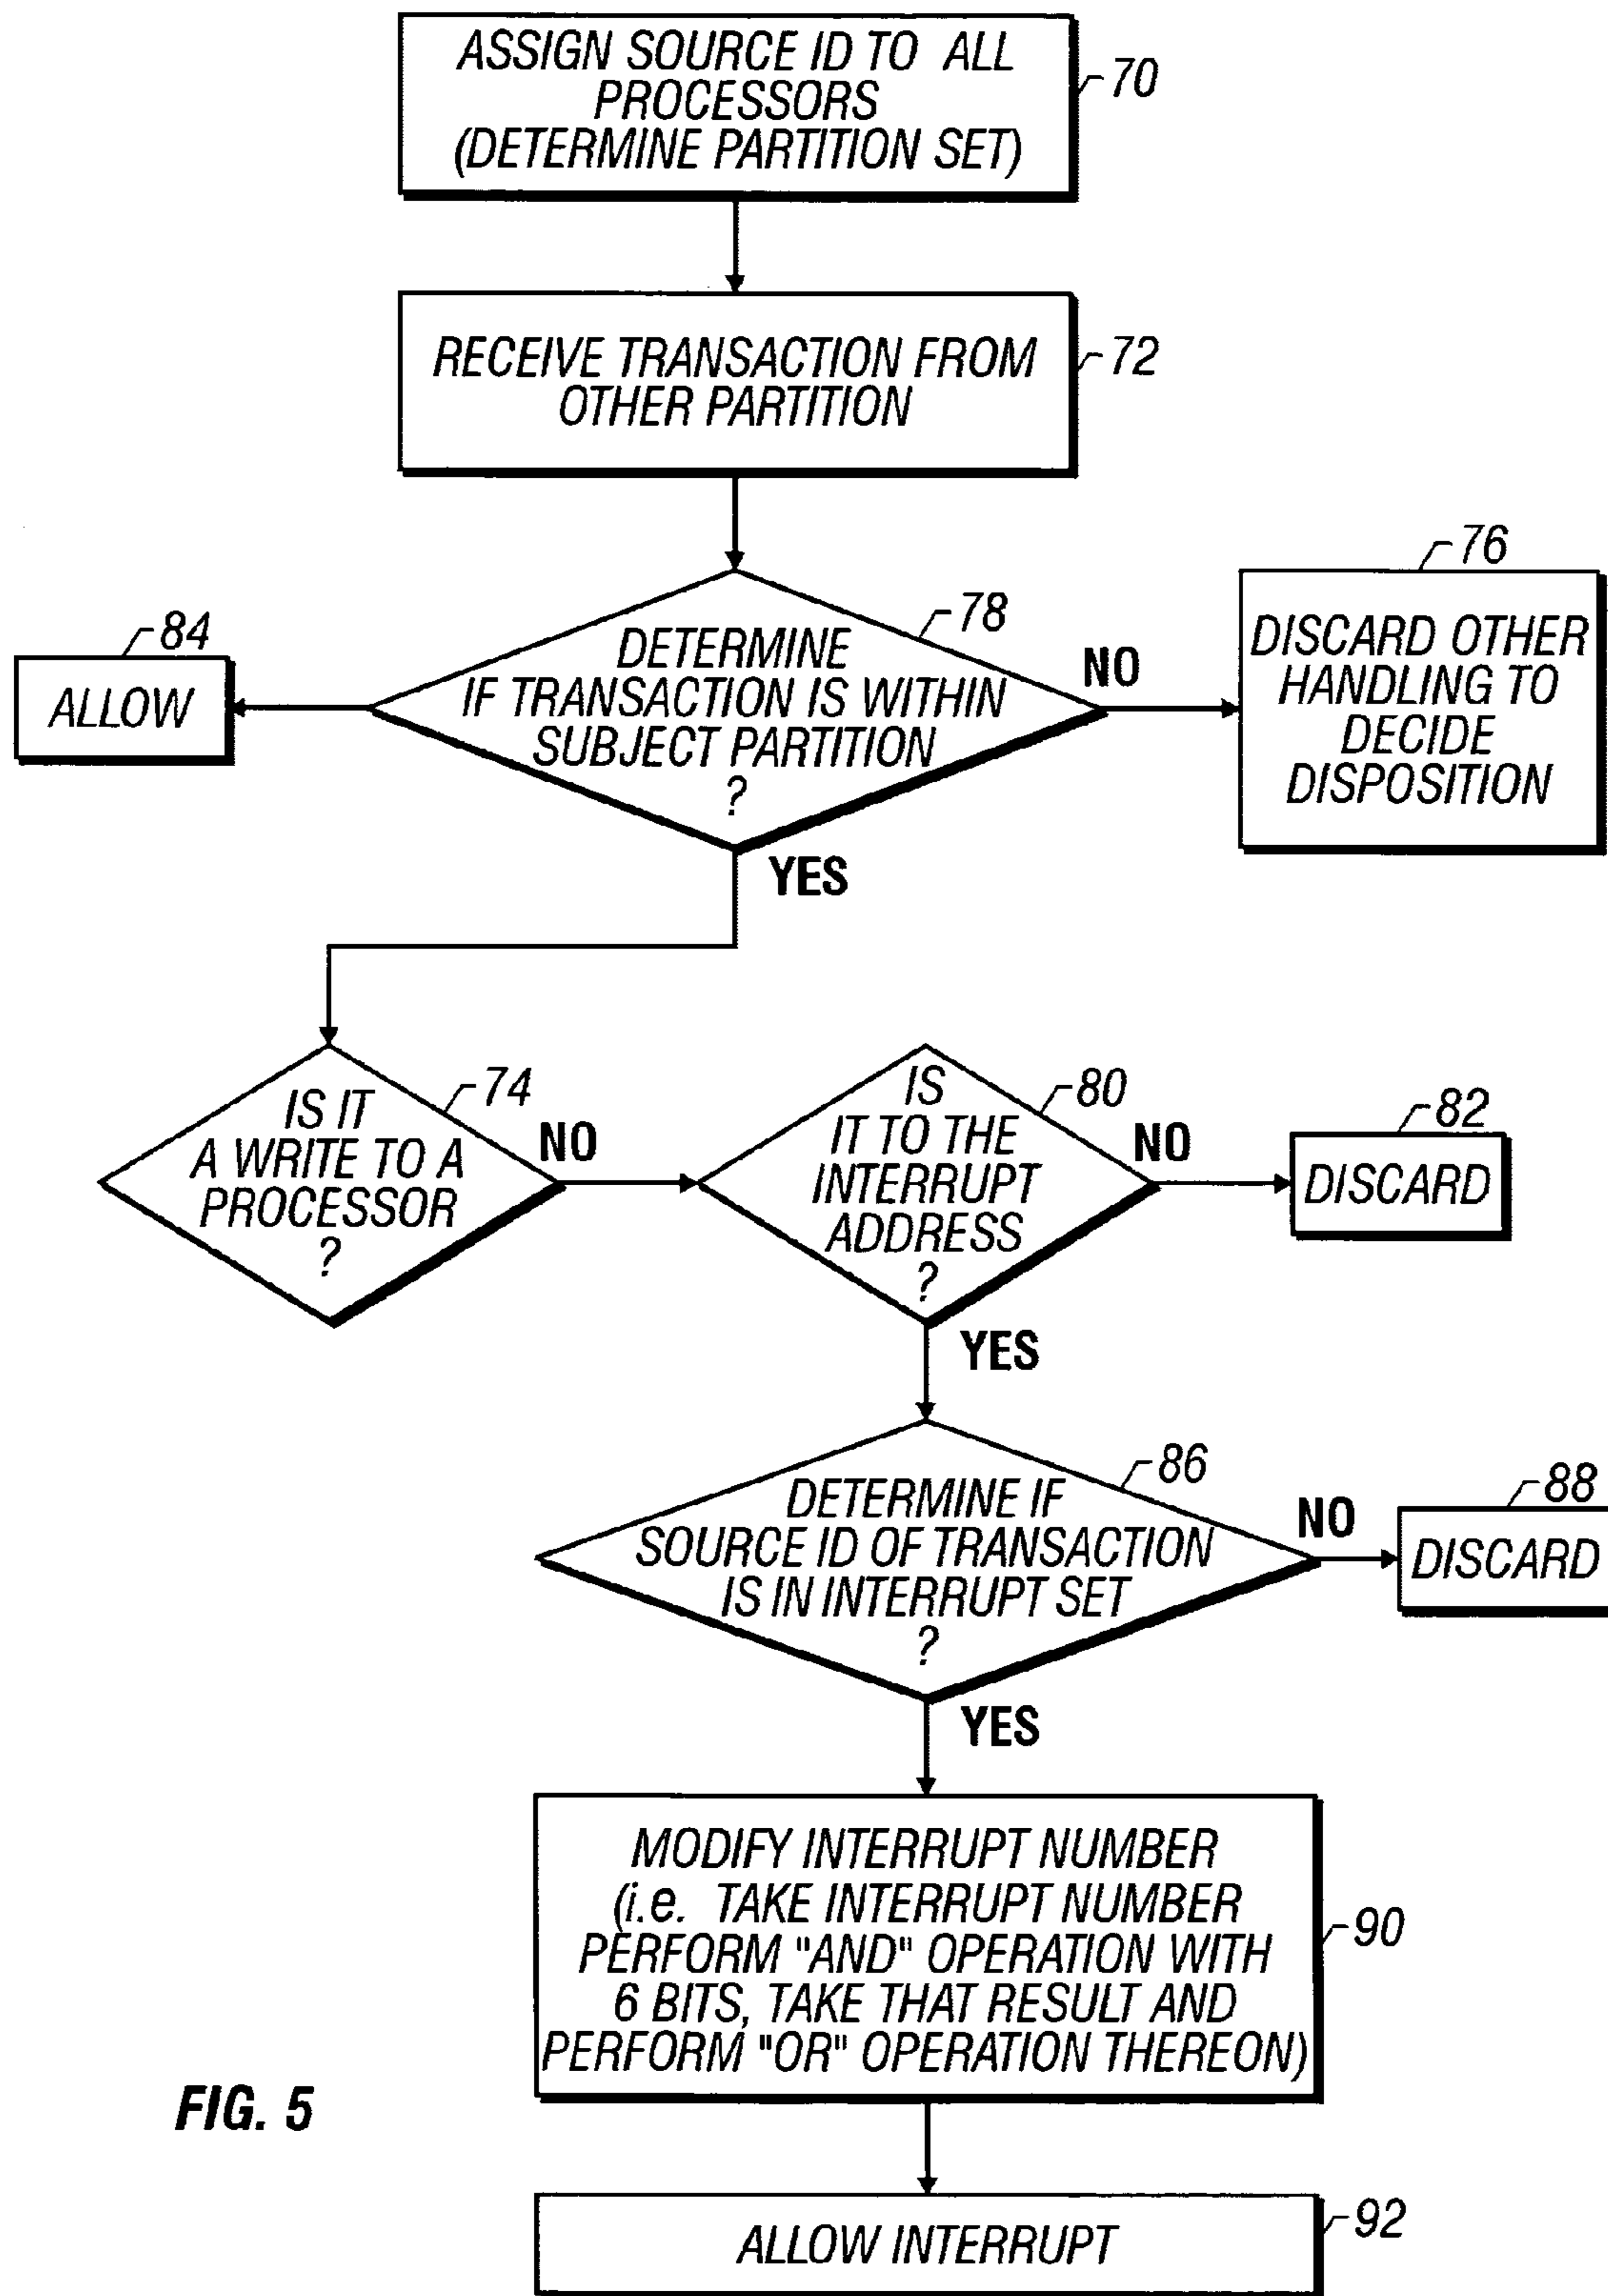 ASSIGN SOURCE ID TO ALL
PROCESSORS
(DETERMINE PARTITION SET)
70
RECEIVE TRANSACTION FROM
OTHER PARTITION
72
84
ALLOW
DETERMINE
IF TRANSACTION IS WITHIN
SUBJECT PARTITION
?
78
NO
76
DISCARD OTHER
HANDLING TO
DECIDE
DISPOSITION
YES
IS IT
A WRITE TO A
PROCESSOR
?
74
NO
IS
IT TO THE
INTERRUPT
ADDRESS
?
80
NO
82
DISCARD
YES
DETERMINE IF
SOURCE ID OF TRANSACTION
IS IN INTERRUPT SET
?
86
NO
88
DISCARD
YES
MODIFY INTERRUPT NUMBER
(i.e. TAKE INTERRUPT NUMBER
PERFORM "AND" OPERATION WITH
6 BITS, TAKE THAT RESULT AND
PERFORM "OR" OPERATION THEREON)
90
FIG. 5
ALLOW INTERRUPT
92